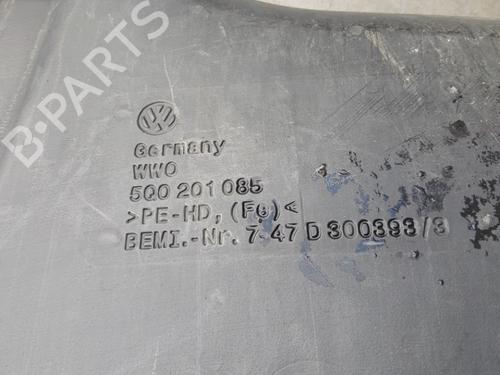 B-PARTS
Germany
WWO
5Q0 201 085
>PE-HD, (F6)<
BEMI.-Nr. 7.47 D 300393/3